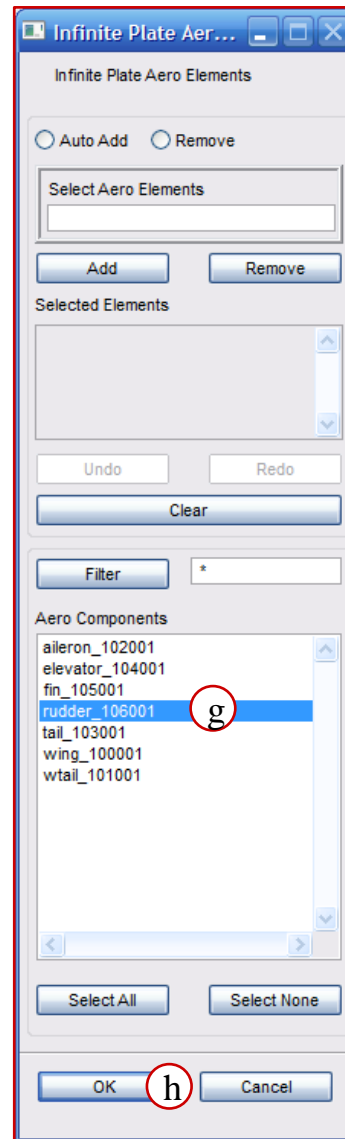 Infinite Plate Aer...
Infinite Plate Aero Elements
Auto Add Remove
Select Aero Elements
Add Remove
Selected Elements
Undo Redo
Clear
Filter *
Aero Components
aileron_102001
elevator_104001
fin_105001
rudder_106001 g
tail_103001
wing_100001
wtail_101001
Select All Select None
OK h Cancel